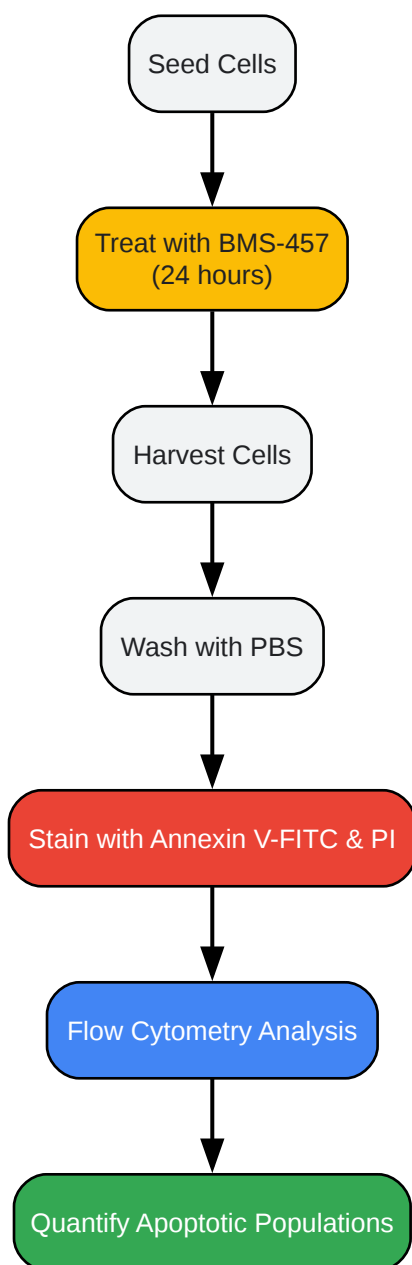 Seed Cells
Treat with BMS-457
(24 hours)
Harvest Cells
Wash with PBS
Stain with Annexin V-FITC & PI
Flow Cytometry Analysis
Quantify Apoptotic Populations